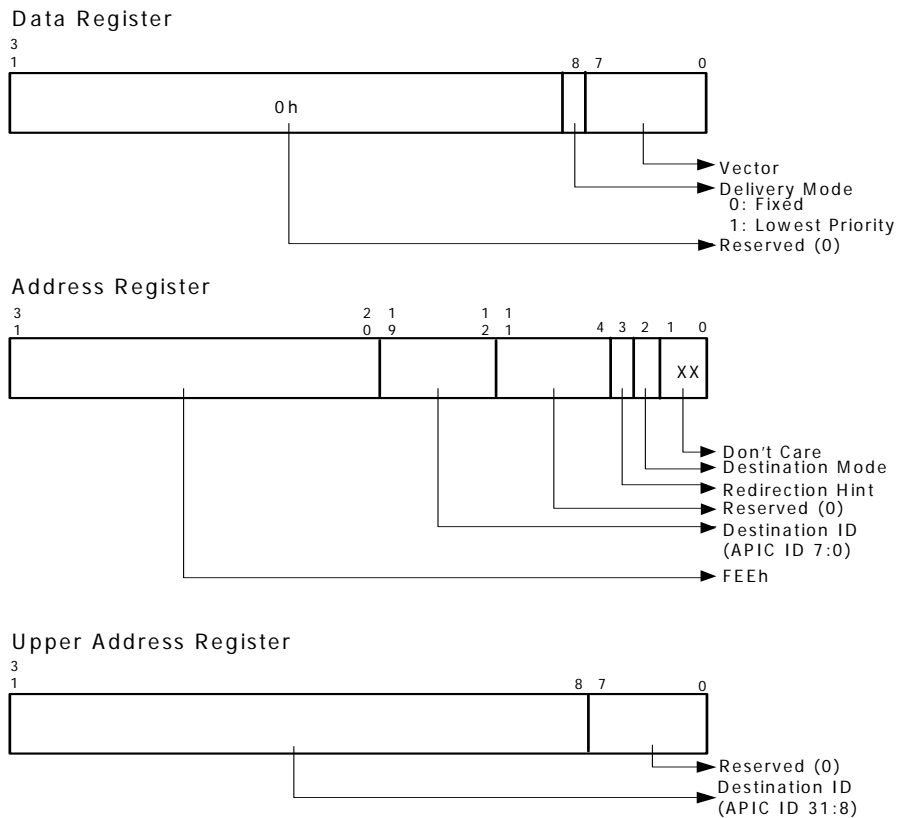 Data Register
3
1 8 7 0
0h
Vector
Delivery Mode
0: Fixed
1: Lowest Priority
Reserved (0)
Address Register
3 2 1 1 1
1 0 9 2 1 4 3 2 1 0
XX
Don't Care
Destination Mode
Redirection Hint
Reserved (0)
Destination ID
(APIC ID 7:0)
FEEh
Upper Address Register
3
1 8 7 0
Reserved (0)
Destination ID
(APIC ID 31:8)